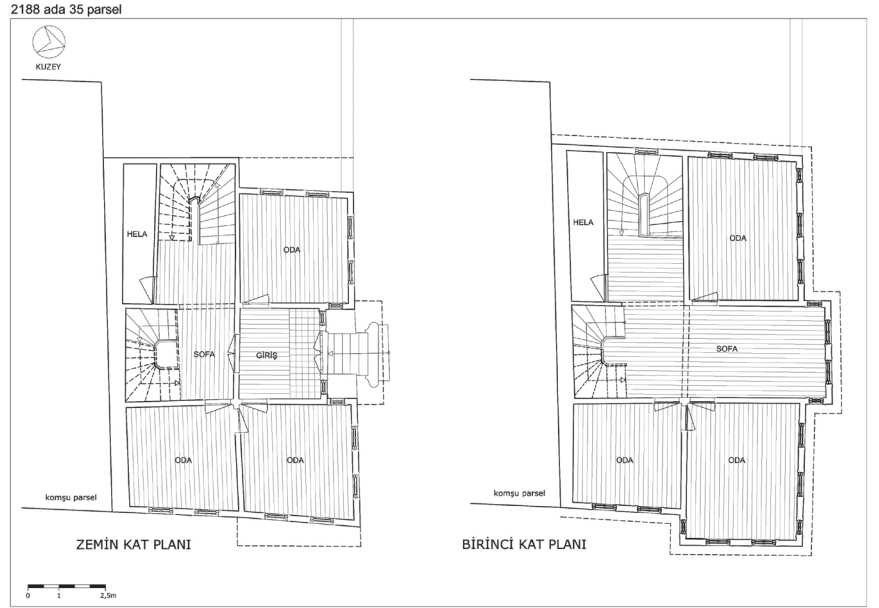 2188 ada 35 parsel
KUZEY
HELA
ODA
SOFA
GİRİŞ
ODA
ODA
komşu parsel
ZEMİN KAT PLANI
0 1 2,5m
HELA
ODA
SOFA
ODA
ODA
komşu parsel
BİRİNCİ KAT PLANI